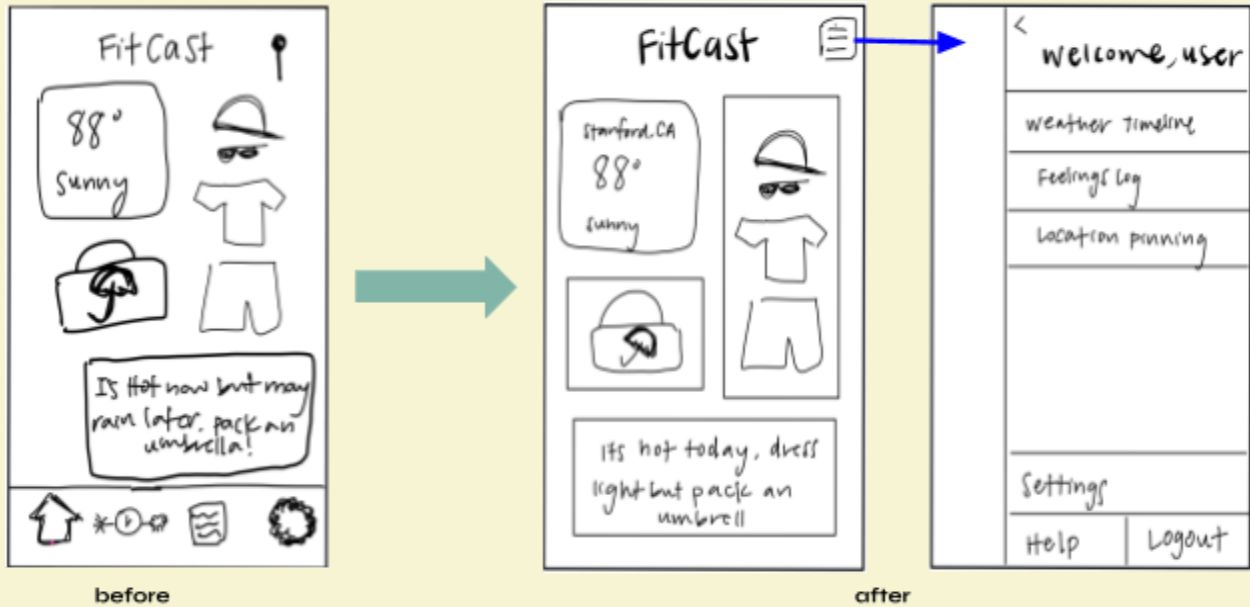 FitCast
88°
sunny
Its Hot now but may
rain later, pack an
umbrella!
before
FitCast
Stanford, CA
88°
sunny
Its hot today, dress
light but pack an
umbrell
<
Welcome, user
Weather Timeline
Feelings Log
Location pinning
Settings
Help
Logout
after